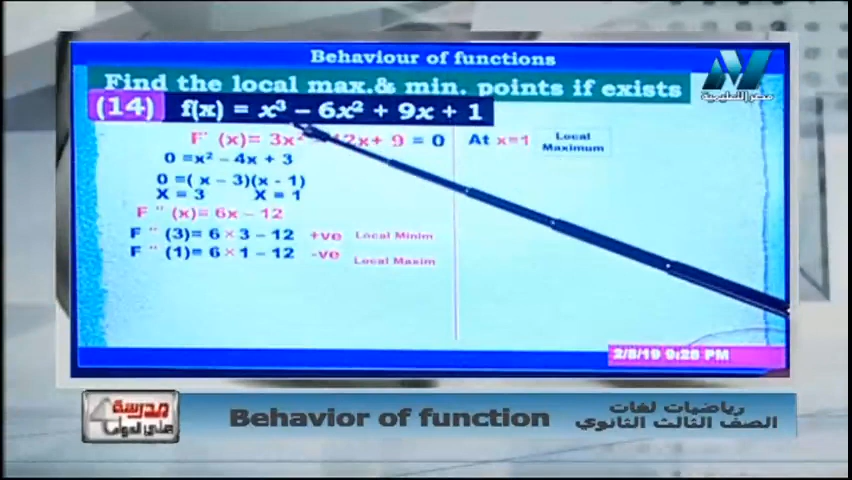 Behaviour of functions
Find the local max.& min. points if exists
(14) f(x) = x³ − 6x² + 9x + 1
F' (x)= 3x² − 12x+ 9 = 0
0 =x² − 4x + 3
0 =( x − 3)(x - 1)
X = 3 X = 1
F '' (x)= 6x − 12
F '' (3)= 6 × 3 − 12 +ve Local Minim
F '' (1)= 6 × 1 − 12 -ve Local Maxim
At x=1 Local
Maximum
مصر التعليمية
2/8/19 9:28 PM
مدرسة
على الهواء
Behavior of function
رياضيات لغات
الصف الثالث الثانوي